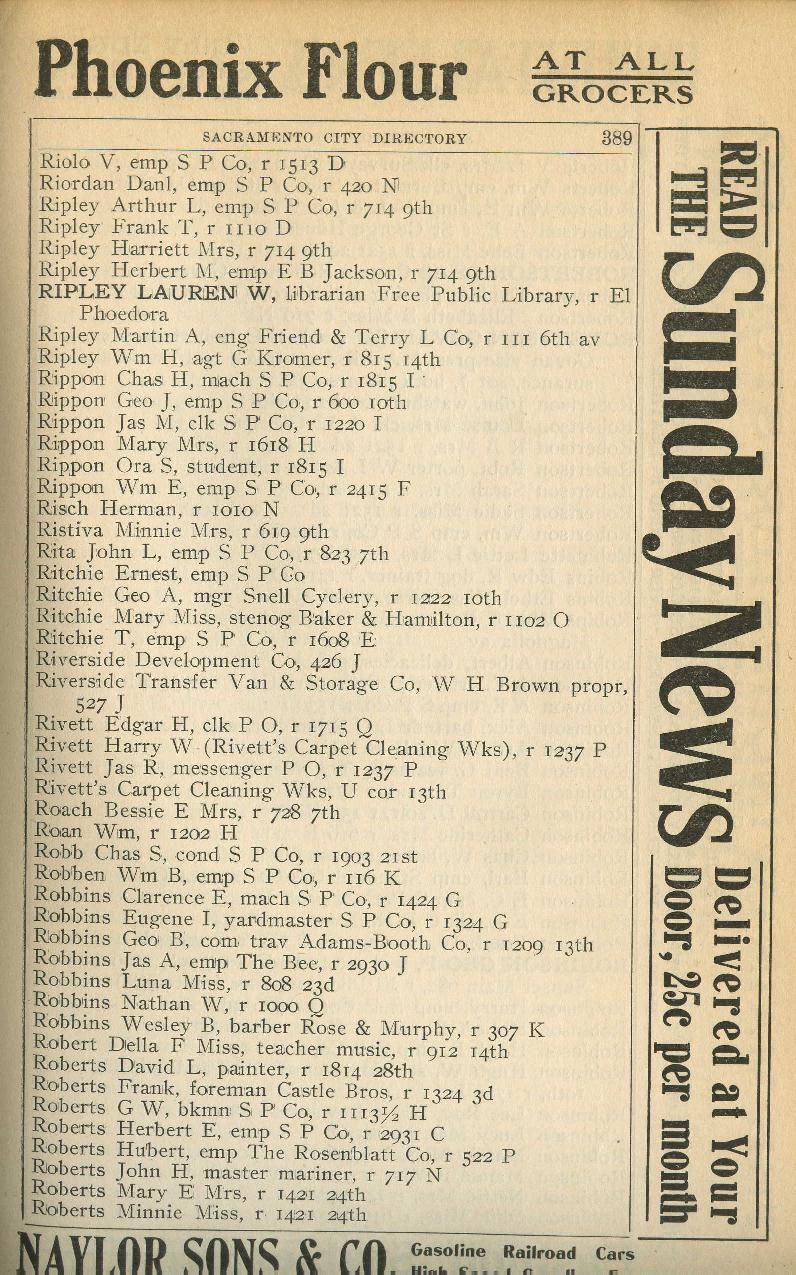 Phoenix Flour
AT ALL
GROCERS
SACRAMENTO CITY DIRECTORY 389
Riolo V, emp S P Co, r 1513 D
Riordan Danl, emp S P Co, r 420 N
Ripley Arthur L, emp S P Co, r 714 9th
Ripley Frank T, r 1110 D
Ripley Harriett Mrs, r 714 9th
Ripley Herbert M, emp E B Jackson, r 714 9th
RIPLEY LAUREN W, librarian Free Public Library, r El
Phoedora
Ripley Martin A, eng Friend & Terry L Co, r 111 6th av
Ripley Wm H, agt G Kromer, r 815 14th
Rippon Chas H, mach S P Co, r 1815 I
Rippon Geo J, emp S P Co, r 600 10th
Rippon Jas M, clk S P Co, r 1220 I
Rippon Mary Mrs, r 1618 H
Rippon Ora S, student, r 1815 I
Rippon Wm E, emp S P Co, r 2415 F
Risch Herman, r 1010 N
Ristiva Minnie Mrs, r 619 9th
Rita John L, emp S P Co, r 823 7th
Ritchie Ernest, emp S P Co
Ritchie Geo A, mgr Snell Cyclery, r 1222 10th
Ritchie Mary Miss, stenog Baker & Hamilton, r 1102 O
Ritchie T, emp S P Co, r 1608 E
Riverside Development Co, 426 J
Riverside Transfer Van & Storage Co, W H Brown propr,
527 J
Rivett Edgar H, clk P O, r 1715 Q
Rivett Harry W (Rivett's Carpet Cleaning Wks), r 1237 P
Rivett Jas R, messenger P O, r 1237 P
Rivett's Carpet Cleaning Wks, U cor 13th
Roach Bessie E Mrs, r 728 7th
Roan Wm, r 1202 H
Robb Chas S, cond S P Co, r 1903 21st
Robben Wm B, emp S P Co, r 116 K
Robbins Clarence E, mach S P Co, r 1424 G
Robbins Eugene I, yardmaster S P Co, r 1324 G
Robbins Geo B, com trav Adams-Booth Co, r 1209 13th
Robbins Jas A, emp The Bee, r 2930 J
Robbins Luna Miss, r 808 23d
Robbins Nathan W, r 1000 Q
Robbins Wesley B, barber Rose & Murphy, r 307 K
Robert Della F Miss, teacher music, r 912 14th
Roberts David L, painter, r 1814 28th
Roberts Frank, foreman Castle Bros, r 1324 3d
Roberts G W, bkmn S P Co, r 1113½ H
Roberts Herbert E, emp S P Co, r 2931 C
Roberts Hubert, emp The Rosenblatt Co, r 522 P
Roberts John H, master mariner, r 717 N
Roberts Mary E Mrs, r 1421 24th
Roberts Minnie Miss, r 1421 24th
READ
THE
Sunday News
Delivered at Your
Door, 25c per month
NAYLOR SONS & CO.
Gasoline Railroad Cars